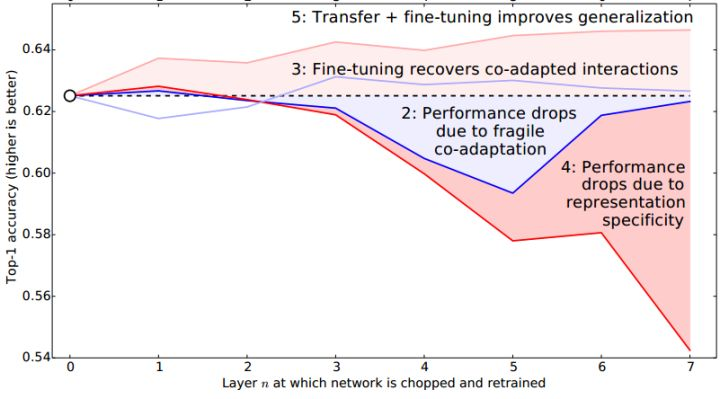 5: Transfer + fine-tuning improves generalization
3: Fine-tuning recovers co-adapted interactions
2: Performance drops
due to fragile
co-adaptation
4: Performance
drops due to
representation
specificity
Top-1 accuracy (higher is better)
0.64
0.62
0.60
0.58
0.56
0.54
0
1
2
3
4
5
6
7
Layer n at which network is chopped and retrained